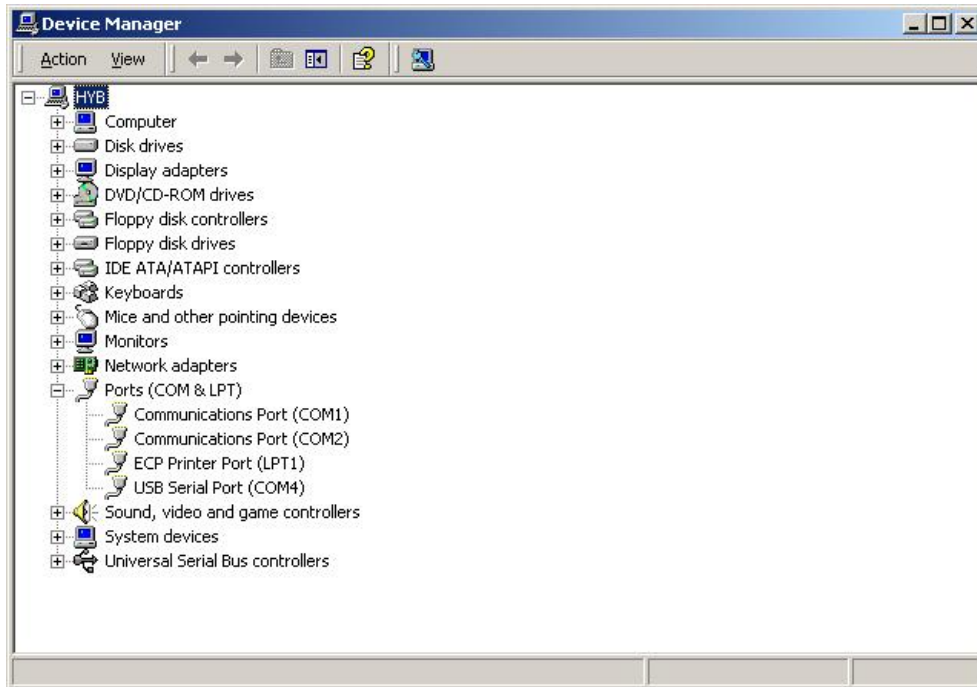 Device Manager
Action View
HYB
Computer
Disk drives
Display adapters
DVD/CD-ROM drives
Floppy disk controllers
Floppy disk drives
IDE ATA/ATAPI controllers
Keyboards
Mice and other pointing devices
Monitors
Network adapters
Ports (COM & LPT)
Communications Port (COM1)
Communications Port (COM2)
ECP Printer Port (LPT1)
USB Serial Port (COM4)
Sound, video and game controllers
System devices
Universal Serial Bus controllers